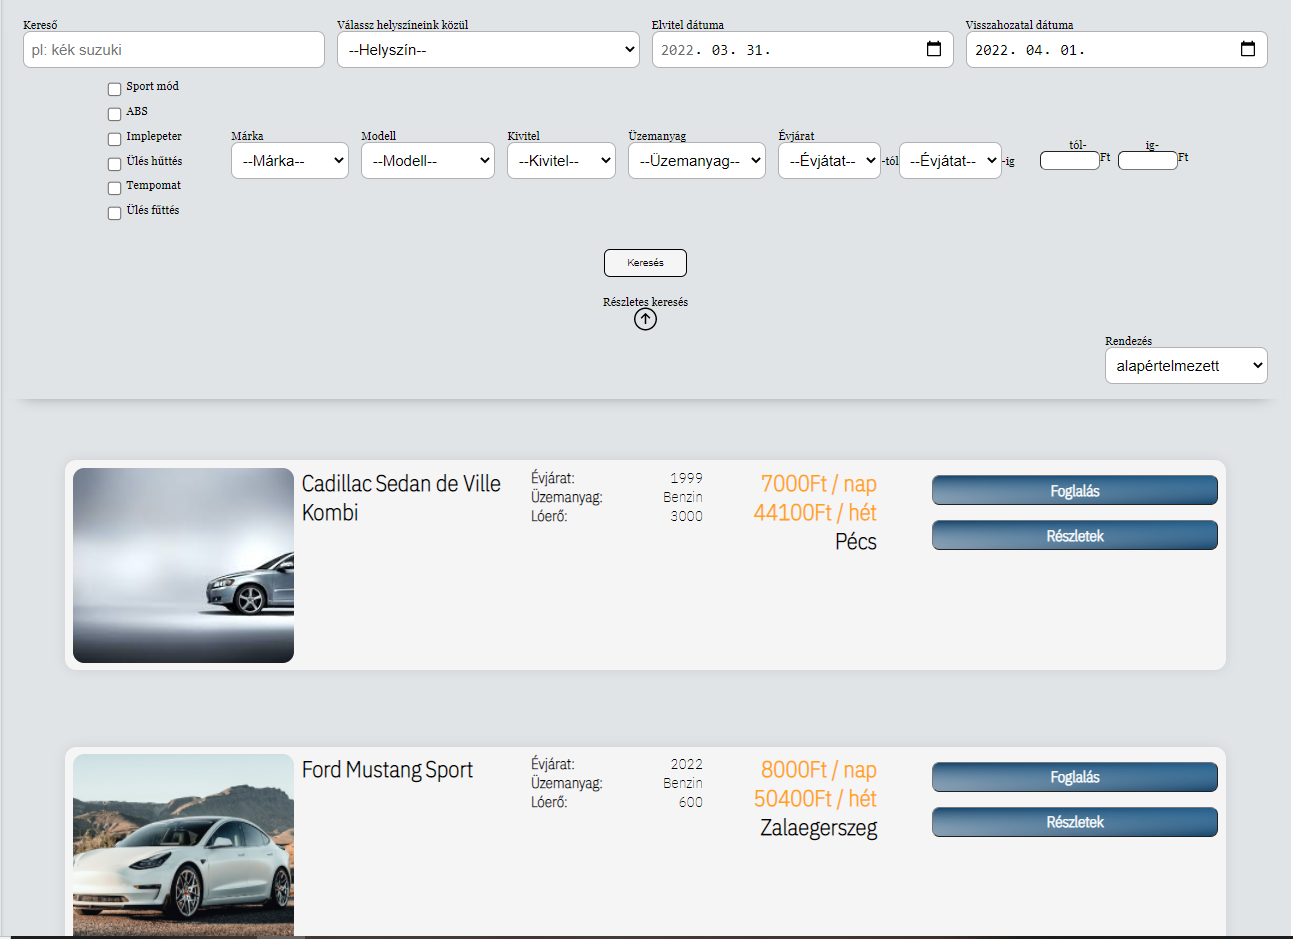 Kereső
pl: kék suzuki
Válassz helyszíneink közül
--Helyszín--
Elvitel dátuma
2022. 03. 31.
Visszahozatal dátuma
2022. 04. 01.
Sport mód
ABS
Implepeter
Ülés hűttés
Tempomat
Ülés fűttés
Márka
--Márka--
Modell
--Modell--
Kivitel
--Kivitel--
Üzemanyag
--Üzemanyag--
Évjárat
--Évjátat-- -tól --Évjátat-- -ig
tól-
Ft
ig-
Ft
Keresés
Részletes keresés
Rendezés
alapértelmezett
Cadillac Sedan de Ville
Kombi
Évjárat: 1999
Üzemanyag: Benzin
Lóerő: 3000
7000Ft / nap
44100Ft / hét
Pécs
Foglalás
Részletek
Ford Mustang Sport
Évjárat: 2022
Üzemanyag: Benzin
Lóerő: 600
8000Ft / nap
50400Ft / hét
Zalaegerszeg
Foglalás
Részletek